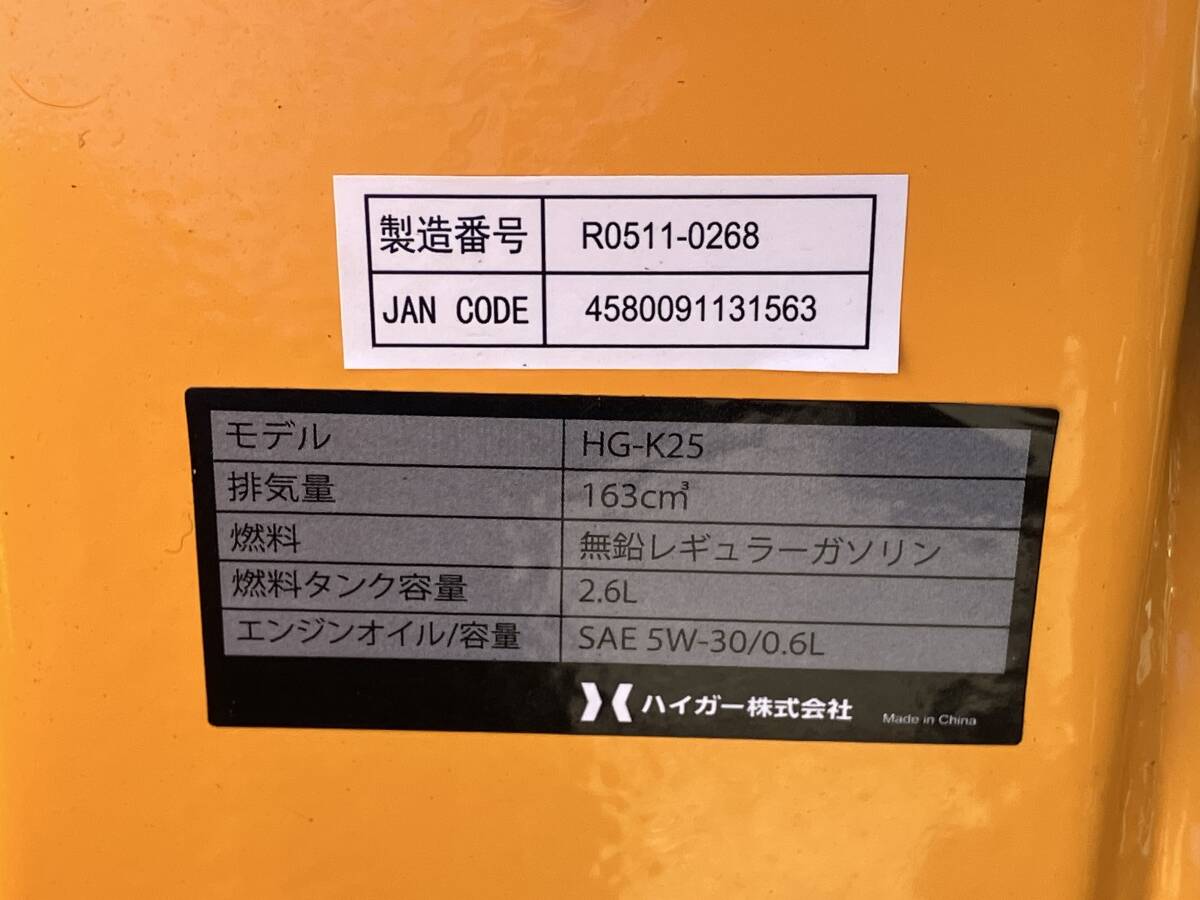 製造番号 R0511-0268
JAN CODE 4580091131563
モデル HG-K25
排気量 163c㎥
燃料 無鉛レギュラーガソリン
燃料タンク容量 2.6L
エンジンオイル/容量 SAE 5W-30/0.6L
ハイガー株式会社 Made in China